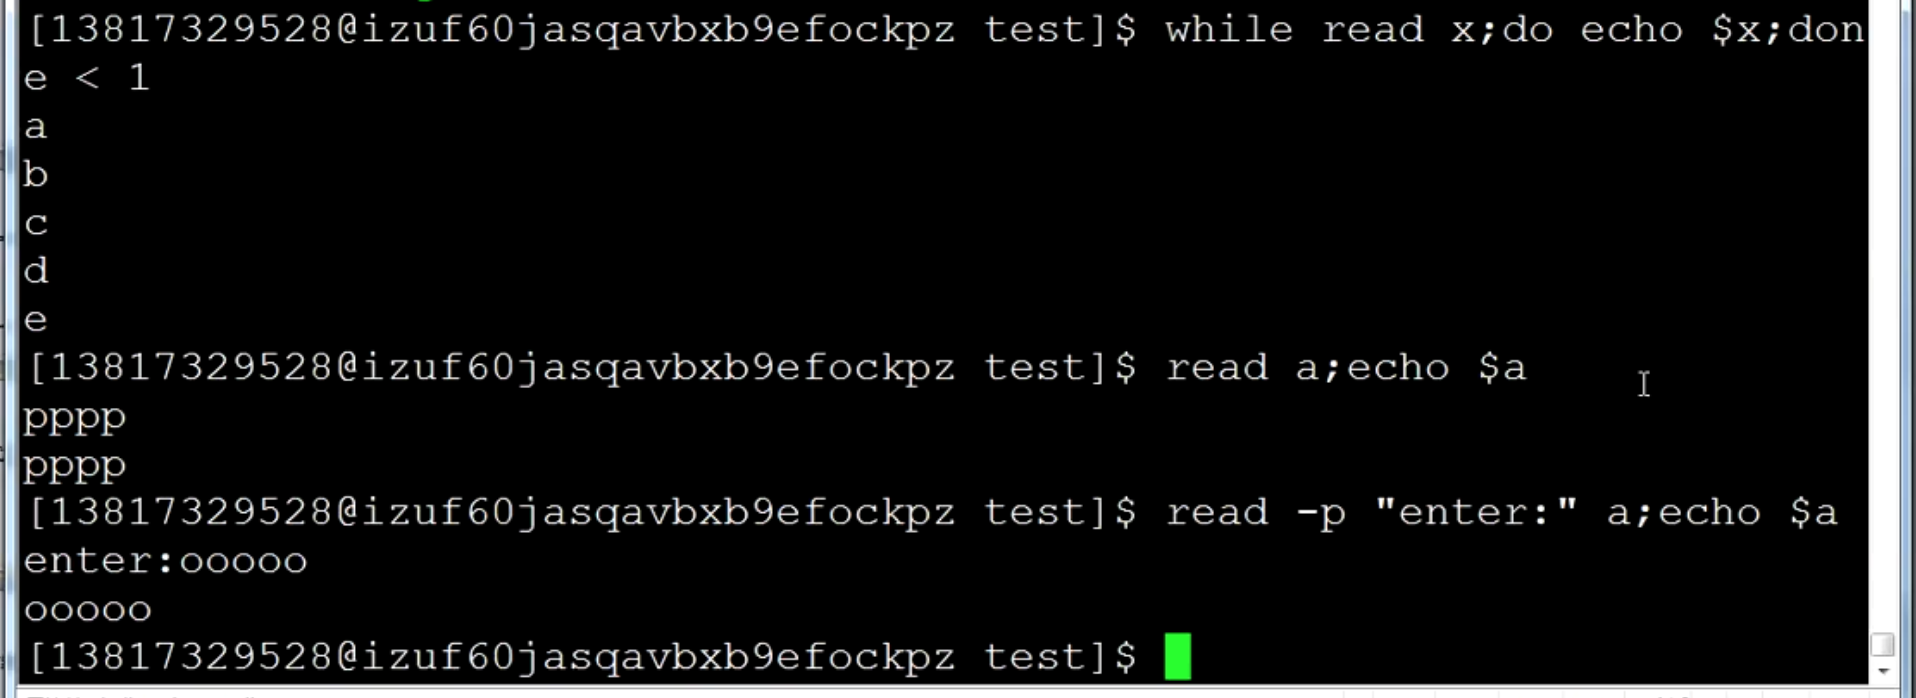 [13817329528@izuf60jasqavbxb9efockpz test]$ while read x;do echo $x;don
e < 1
a
b
c
d
e
[13817329528@izuf60jasqavbxb9efockpz test]$ read a;echo $a
pppp
pppp
[13817329528@izuf60jasqavbxb9efockpz test]$ read -p "enter:" a;echo $a
enter:ooooo
ooooo
[13817329528@izuf60jasqavbxb9efockpz test]$